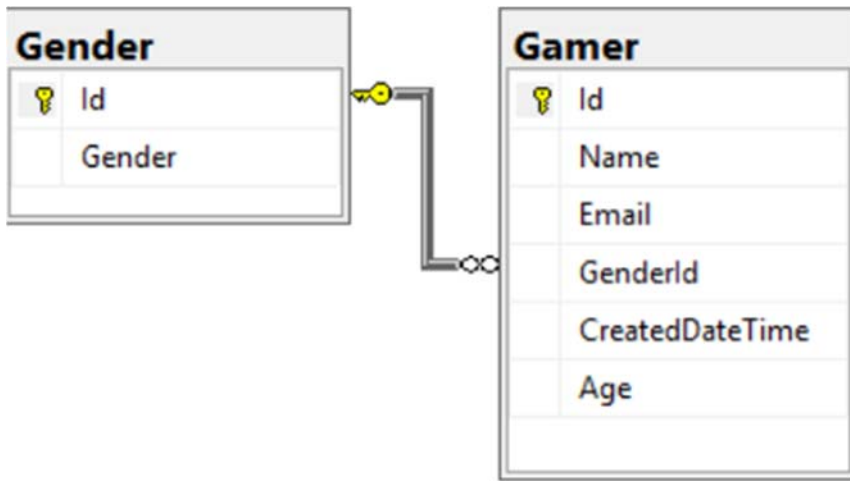 Gender
Id
Gender
Gamer
Id
Name
Email
GenderId
CreatedDateTime
Age